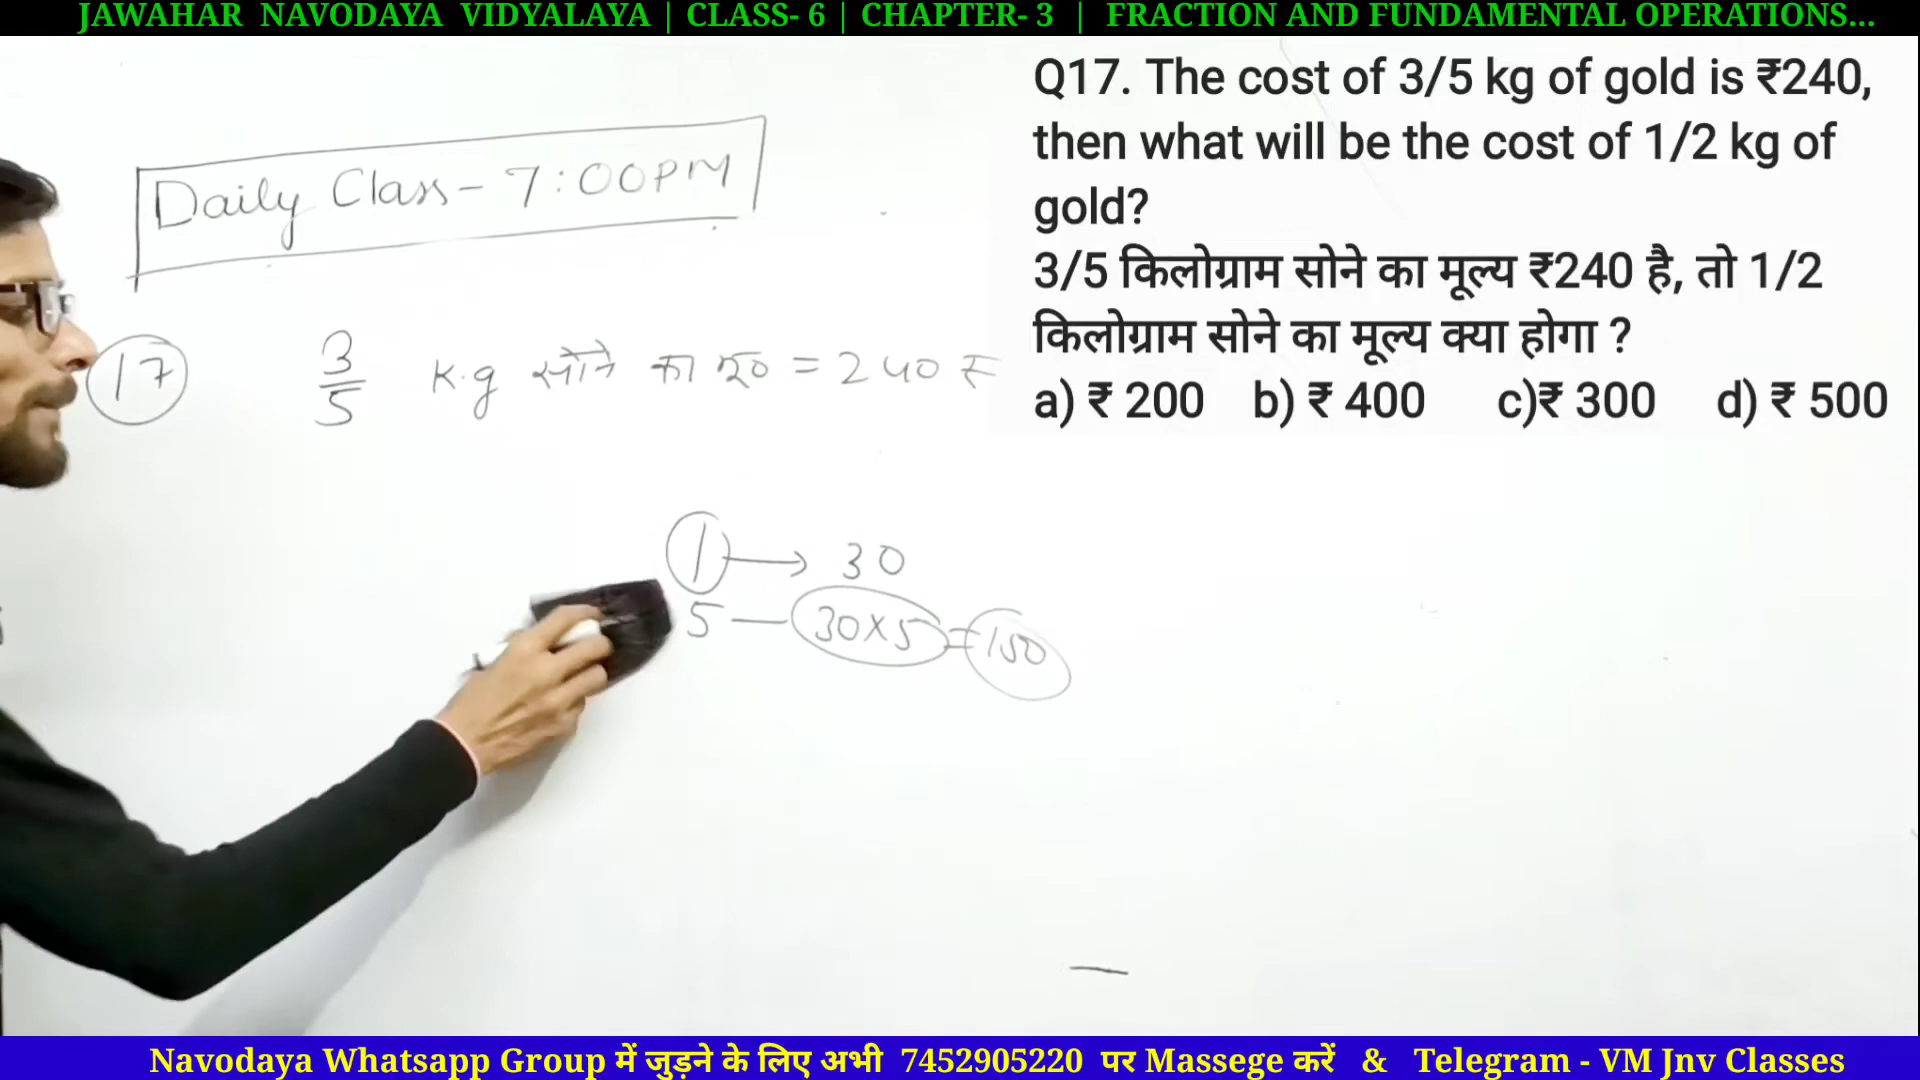 JAWAHAR NAVODAYA VIDYALAYA | CLASS- 6 | CHAPTER- 3 | FRACTION AND FUNDAMENTAL OPERATIONS...
Q17. The cost of 3/5 kg of gold is ₹240,
then what will be the cost of 1/2 kg of
gold?
3/5 किलोग्राम सोने का मूल्य ₹240 है, तो 1/2
किलोग्राम सोने का मूल्य क्या होगा ?
a) ₹ 200 b) ₹ 400 c)₹ 300 d) ₹ 500
Daily Class - 7:00PM
17 3/5 K.g सोने का मू0 = 240 ₹
1 → 30
5 — 30×5 = 150
Navodaya Whatsapp Group में जुड़ने के लिए अभी 7452905220 पर Massege करें & Telegram - VM Jnv Classes